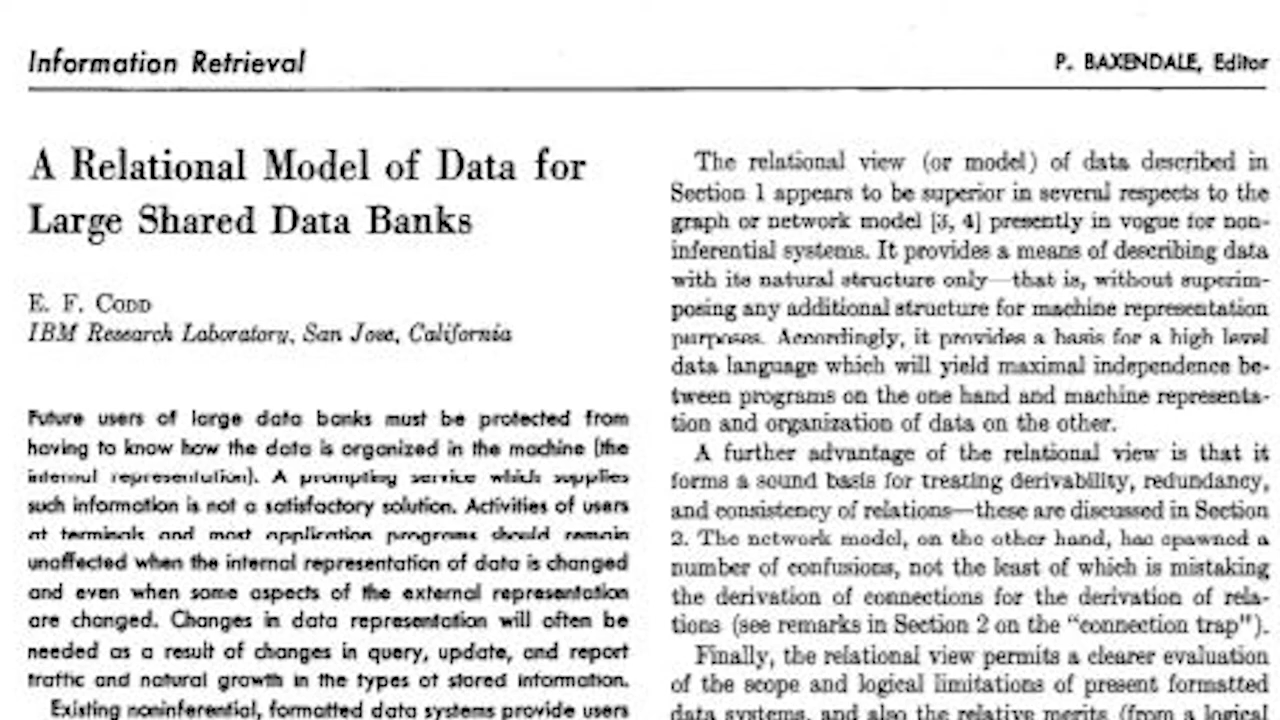 Information Retrieval
P. BAXENDALE, Editor
A Relational Model of Data for
Large Shared Data Banks
E. F. CODD
IBM Research Laboratory, San Jose, California
Future users of large data banks must be protected from
having to know how the data is organized in the machine (the
internal representation). A prompting service which supplies
such information is not a satisfactory solution. Activities of users
at terminals and most application programs should remain
unaffected when the internal representation of data is changed
and even when some aspects of the external representation
are changed. Changes in data representation will often be
needed as a result of changes in query, update, and report
traffic and natural growth in the types of stored information.
Existing noninferential, formatted data systems provide users
The relational view (or model) of data described in
Section 1 appears to be superior in several respects to the
graph or network model [3, 4] presently in vogue for non-
inferential systems. It provides a means of describing data
with its natural structure only—that is, without superim-
posing any additional structure for machine representation
purposes. Accordingly, it provides a basis for a high level
data language which will yield maximal independence be-
tween programs on the one hand and machine representa-
tion and organization of data on the other.
A further advantage of the relational view is that it
forms a sound basis for treating derivability, redundancy,
and consistency of relations—these are discussed in Section
2. The network model, on the other hand, has spawned a
number of confusions, not the least of which is mistaking
the derivation of connections for the derivation of rela-
tions (see remarks in Section 2 on the "connection trap").
Finally, the relational view permits a clearer evaluation
of the scope and logical limitations of present formatted
data systems, and also the relative merits (from a logical